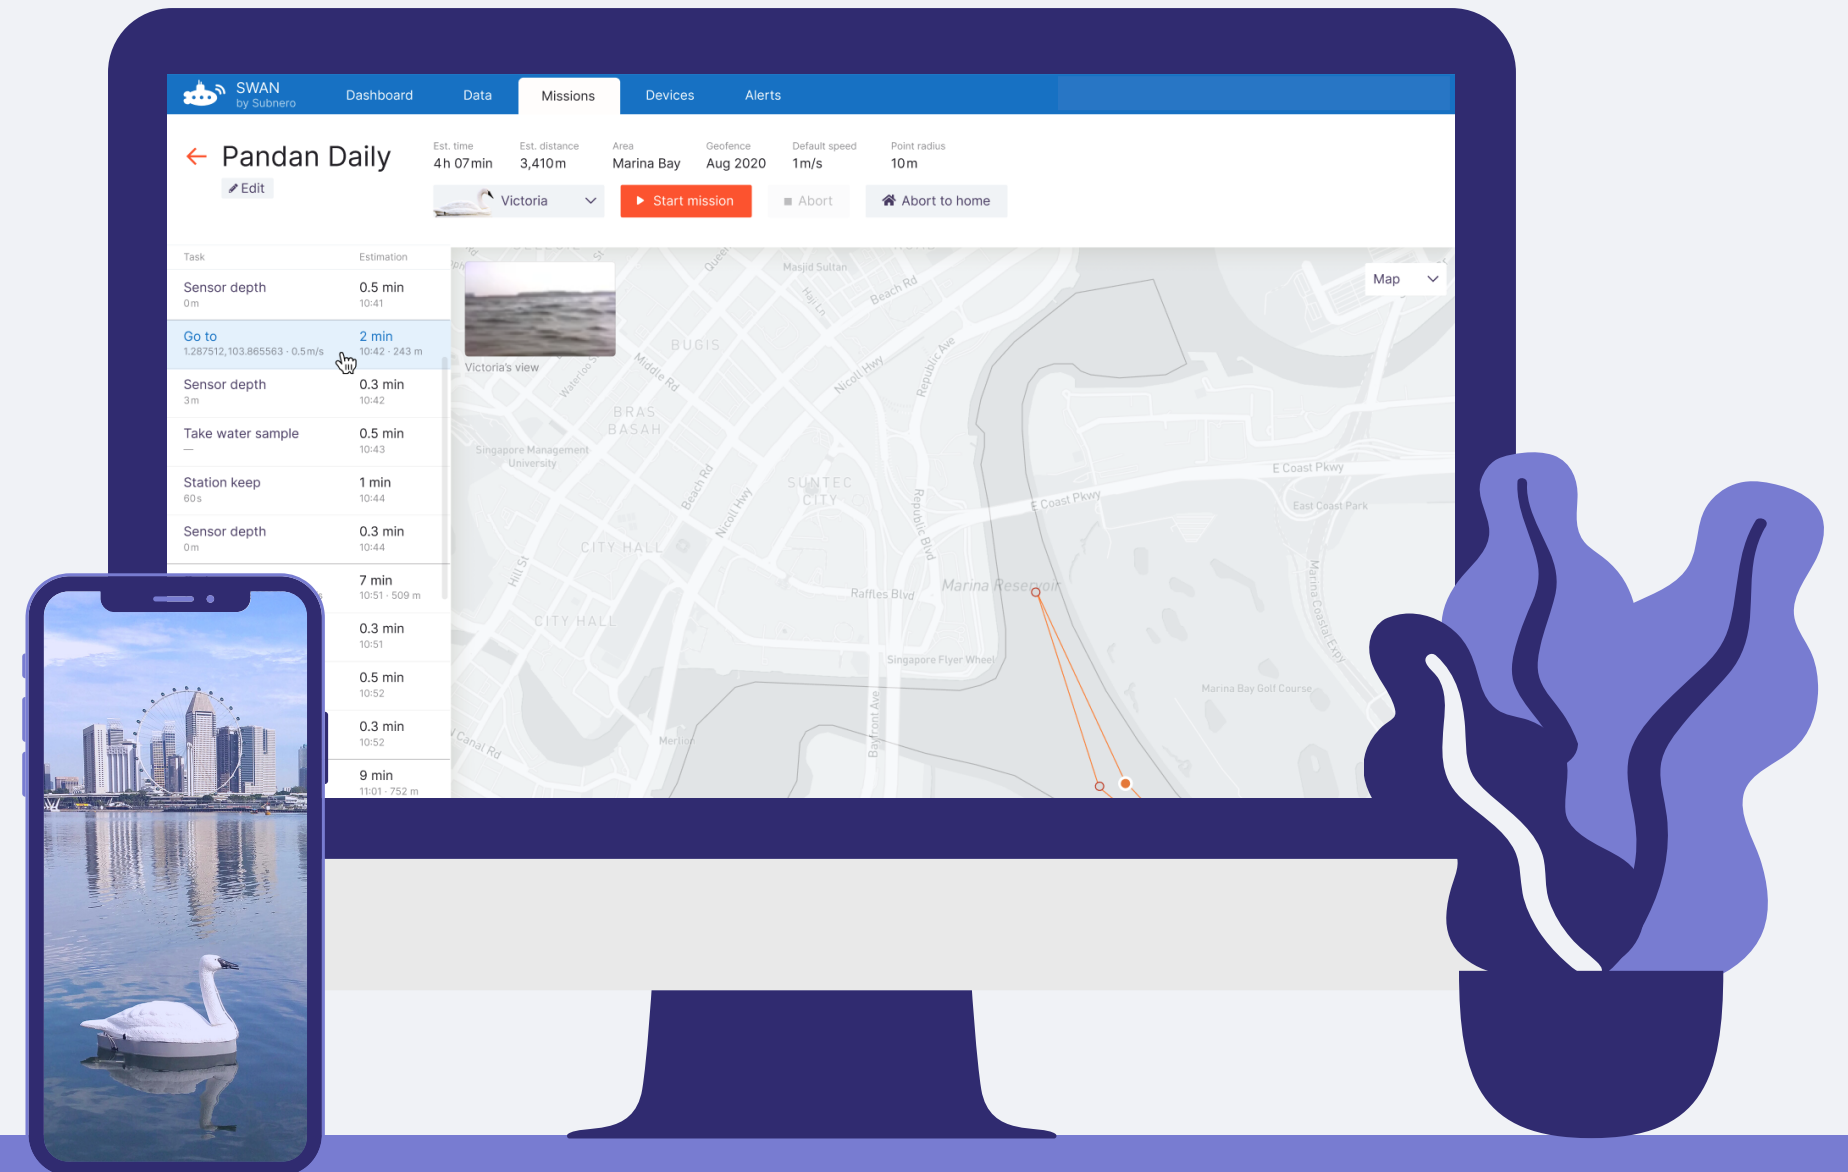 SWAN
by Subnero
Dashboard
Data
Missions
Devices
Alerts
Pandan Daily
Edit
Est. time
4h 07min
Est. distance
3,410m
Area
Marina Bay
Geofence
Aug 2020
Default speed
1m/s
Point radius
10m
Victoria
Start mission
Abort
Abort to home
Task
Estimation
Sensor depth
0.5 min
0m
10:41
Go to
2 min
1.287512,103.865563 · 0.5m/s
10:42 · 243 m
Sensor depth
0.3 min
3m
10:42
Take water sample
0.5 min
—
10:43
Station keep
1 min
60s
10:44
Sensor depth
0.3 min
0m
10:44
7 min
10:51 · 509 m
0.3 min
10:51
0.5 min
10:52
0.3 min
10:52
9 min
11:01 · 752 m
Victoria's view
Map
Masjid Sultan
Queen
Haji Ln
Beach Rd
BUGIS
Waterloo St
Middle Rd
Nicoll Hwy
Republic Ave
BRAS
BASAH
Singapore Management
University
Beach Rd
Nicoll Hwy
SUNTEC
CITY
Republic Blvd
E Coast Pkwy
E Coast Pkwy
East Coast Park
CITY HALL
Hill St
Marina Reservoir
Raffles Blvd
Marina Coastal Expy
CITY HALL
Singapore Flyer Wheel
Marina Bay Golf Course
Bayfront Ave
Merlion
Canal Rd